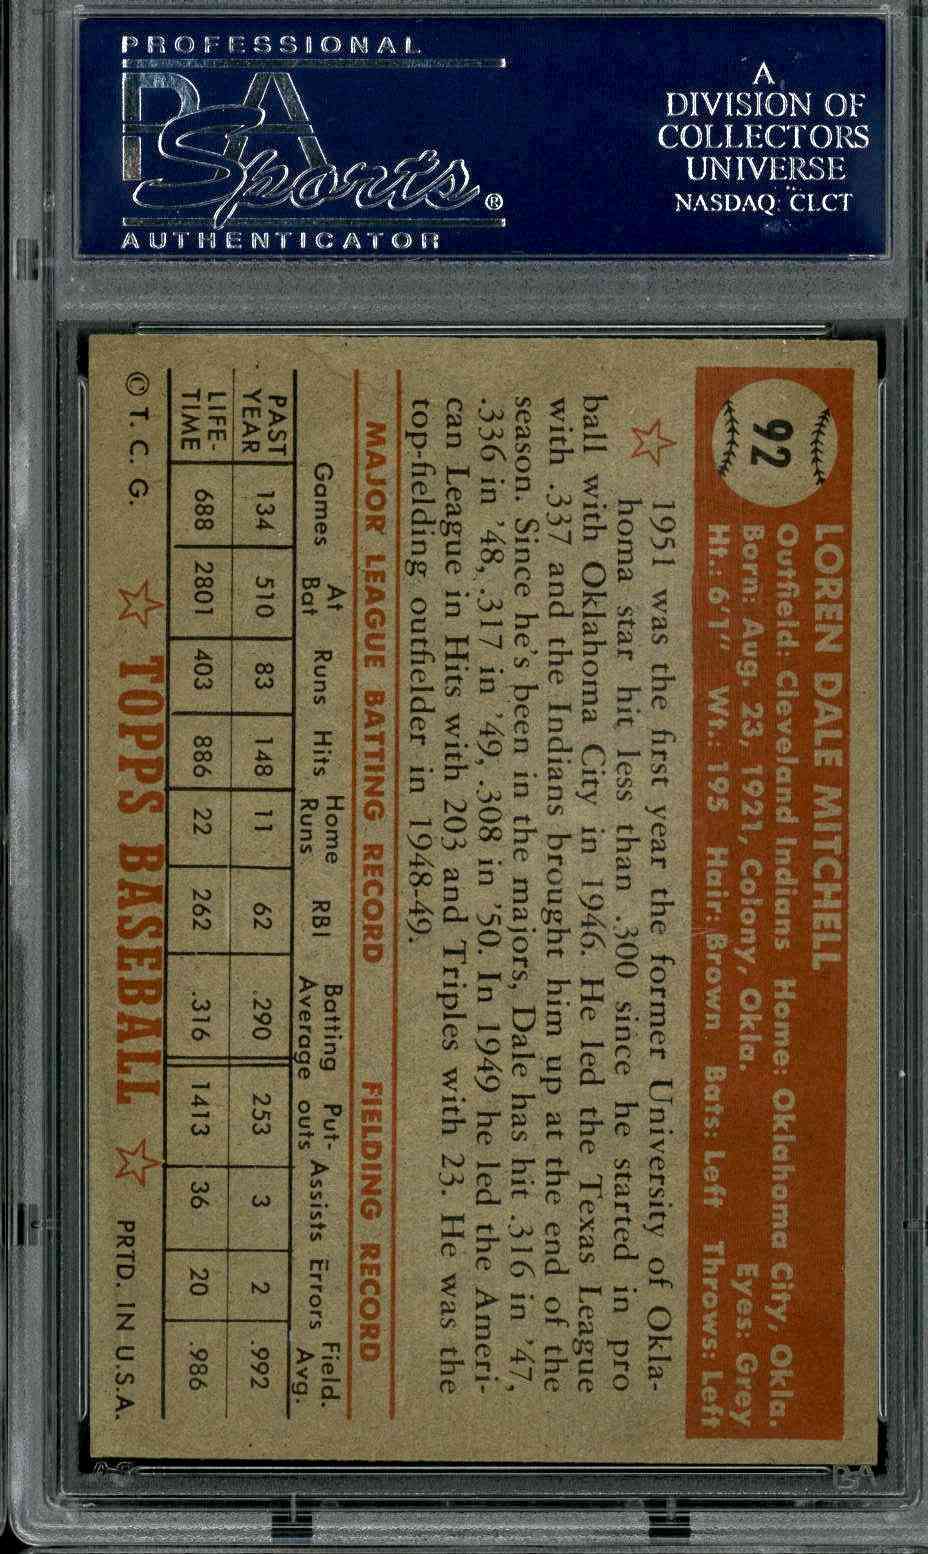 PROFESSIONAL
PSA
Sports®
AUTHENTICATOR
A
DIVISION OF
COLLECTORS
UNIVERSE
NASDAQ: CLCT
92
LOREN DALE MITCHELL
Outfield: Cleveland Indians Home: Oklahoma City, Okla.
Born: Aug. 23, 1921, Colony, Okla. Eyes: Grey
Ht.: 6'1" Wt.: 195 Hair: Brown Bats: Left Throws: Left
1951 was the first year the former University of Okla-
homa star hit less than .300 since he started in pro
ball with Oklahoma City in 1946. He led the Texas League
with .337 and the Indians brought him up at the end of the
season. Since he's been in the majors, Dale has hit .316 in '47,
.336 in '48, .317 in '49, .308 in '50. In 1949 he led the Ameri-
can League in Hits with 203 and Triples with 23. He was the
top-fielding outfielder in 1948-49.
MAJOR LEAGUE BATTING RECORD FIELDING RECORD
Games At Bat Runs Hits Home Runs RBI Batting Average Put-outs Assists Errors Field. Avg.
PAST YEAR 134 510 83 148 11 62 .290 253 3 2 .992
LIFE-TIME 688 2801 403 886 22 262 .316 1413 36 20 .986
© T. C. G. TOPPS BASEBALL PRTD. IN U.S.A.